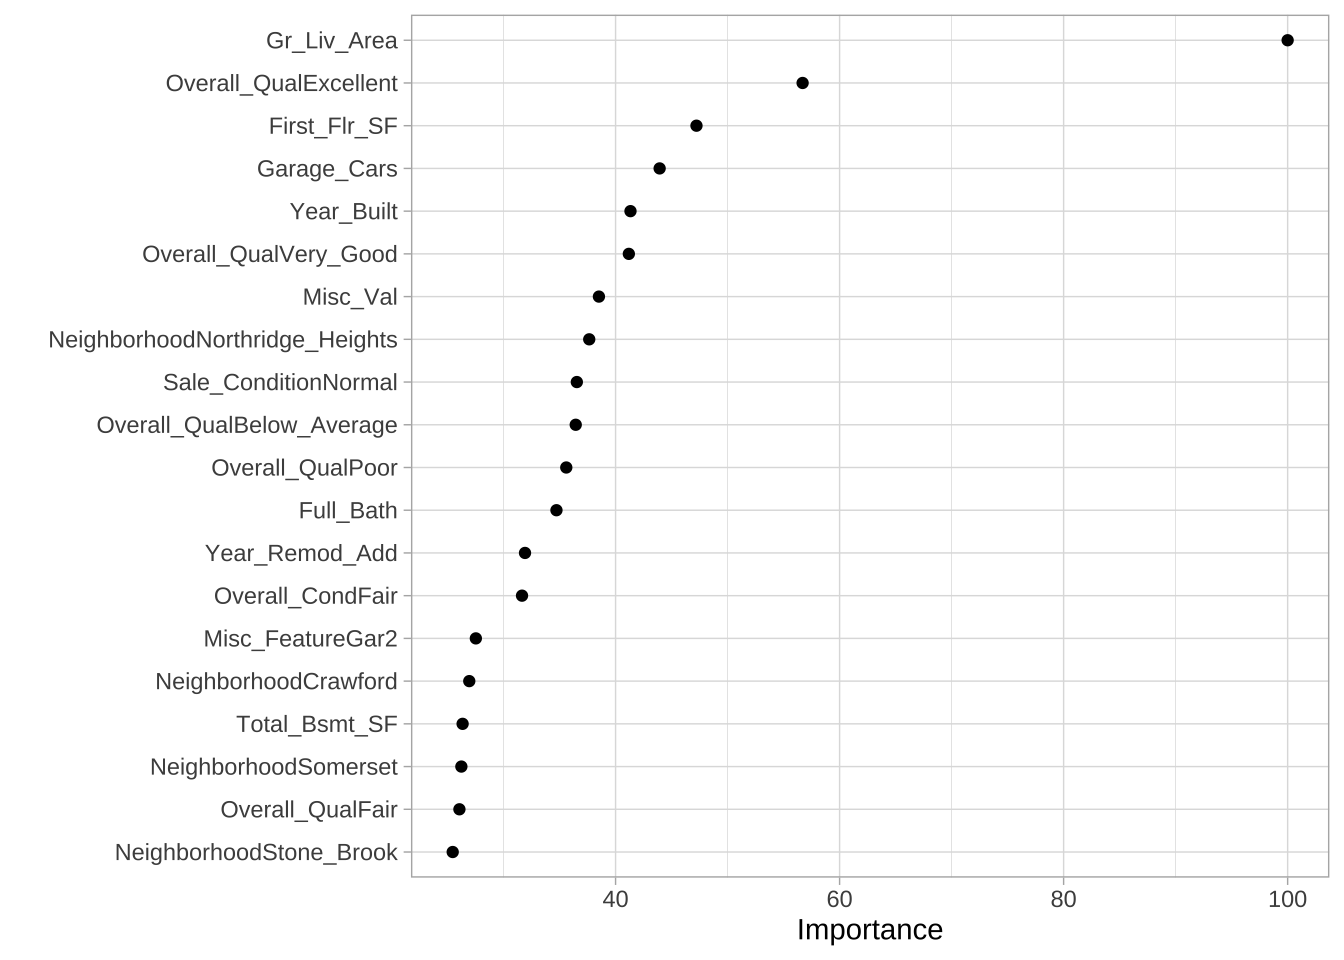 Gr_Liv_Area
Overall_QualExcellent
First_Flr_SF
Garage_Cars
Year_Built
Overall_QualVery_Good
Misc_Val
NeighborhoodNorthridge_Heights
Sale_ConditionNormal
Overall_QualBelow_Average
Overall_QualPoor
Full_Bath
Year_Remod_Add
Overall_CondFair
Misc_FeatureGar2
NeighborhoodCrawford
Total_Bsmt_SF
NeighborhoodSomerset
Overall_QualFair
NeighborhoodStone_Brook
40 60 80 100
Importance